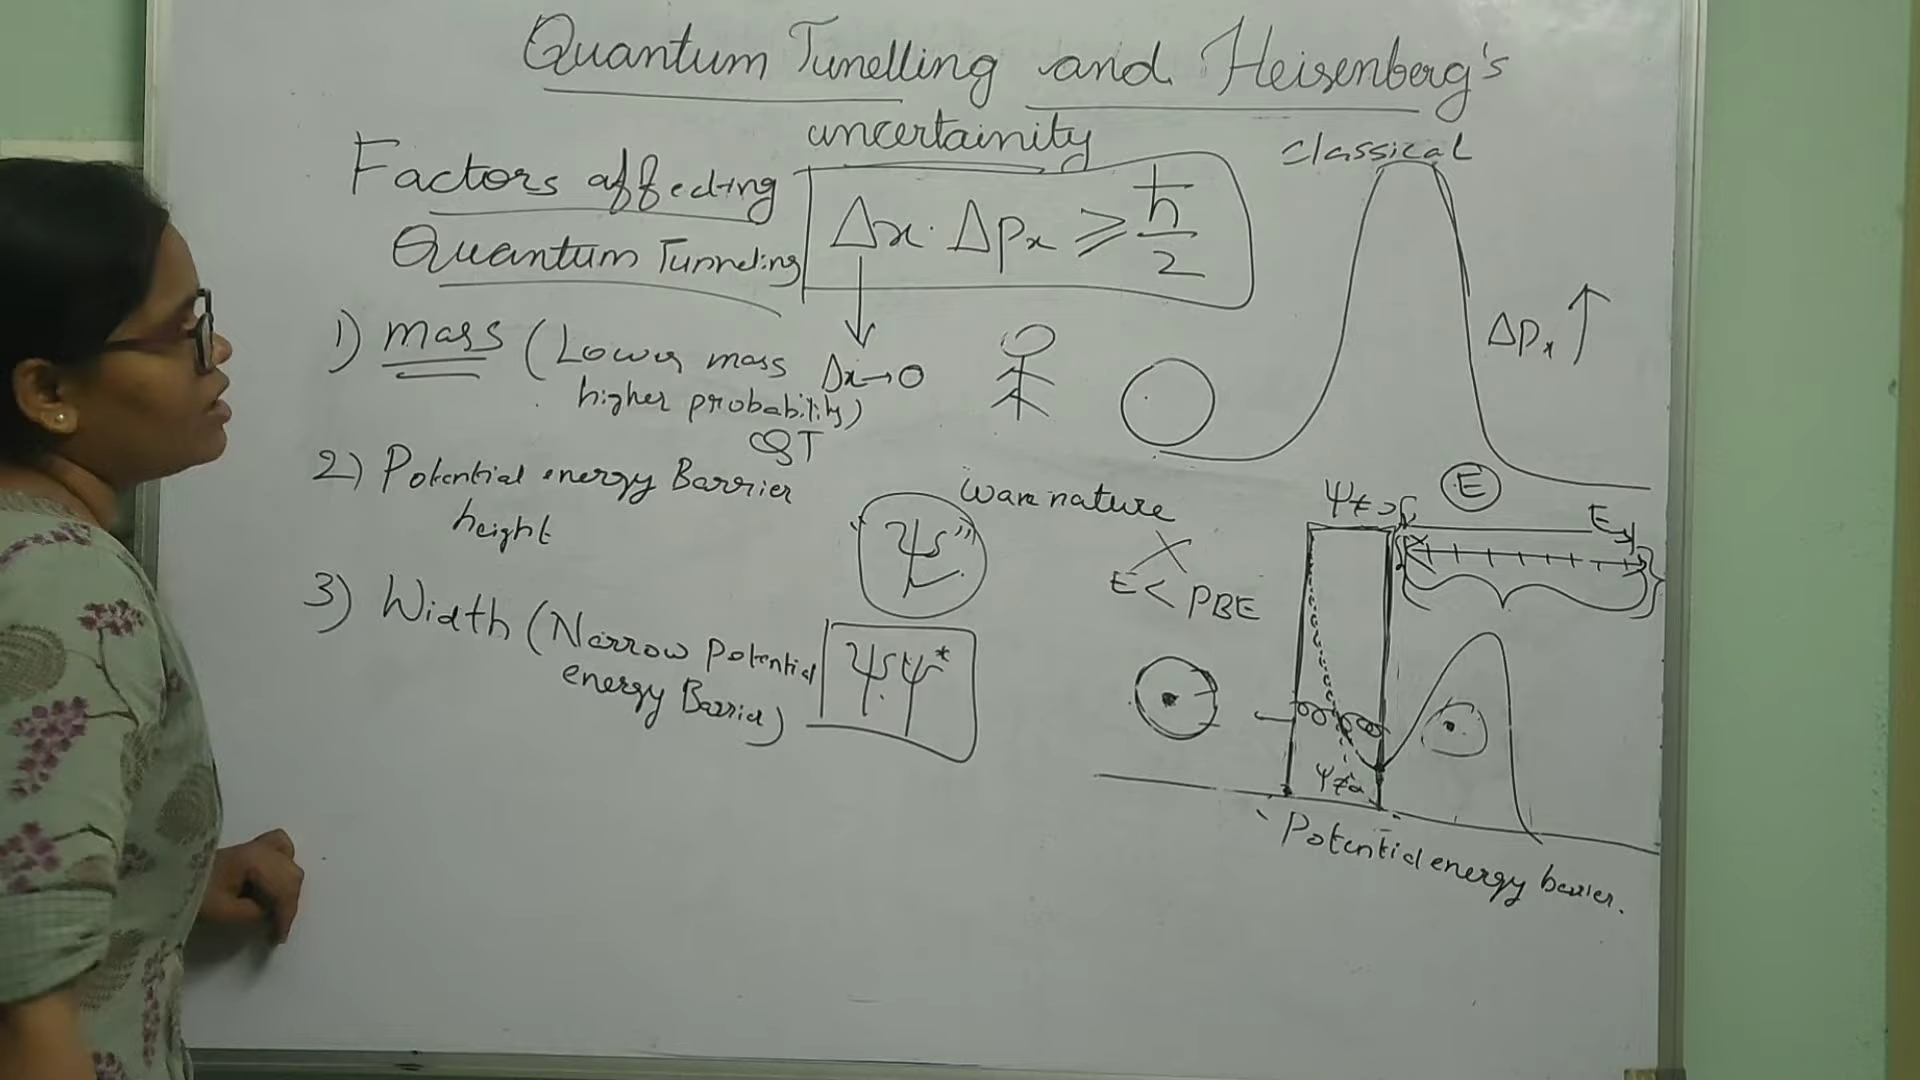 Quantum Tunelling and Heisenberg's
uncertainity
Factors affecting
Quantum Tunneling
Δx · Δpₓ ⩾ ħ/2
1) mass (Lower mass
higher probability)
QT
Δx→0
2) Potential energy Barrier
height
3) Width (Narrow Potential
energy Barrier)
"ψ"
ψ.ψ*
wave nature
E < PBE
Classical
Δpₓ ↑
E
E
Potential energy barrier.